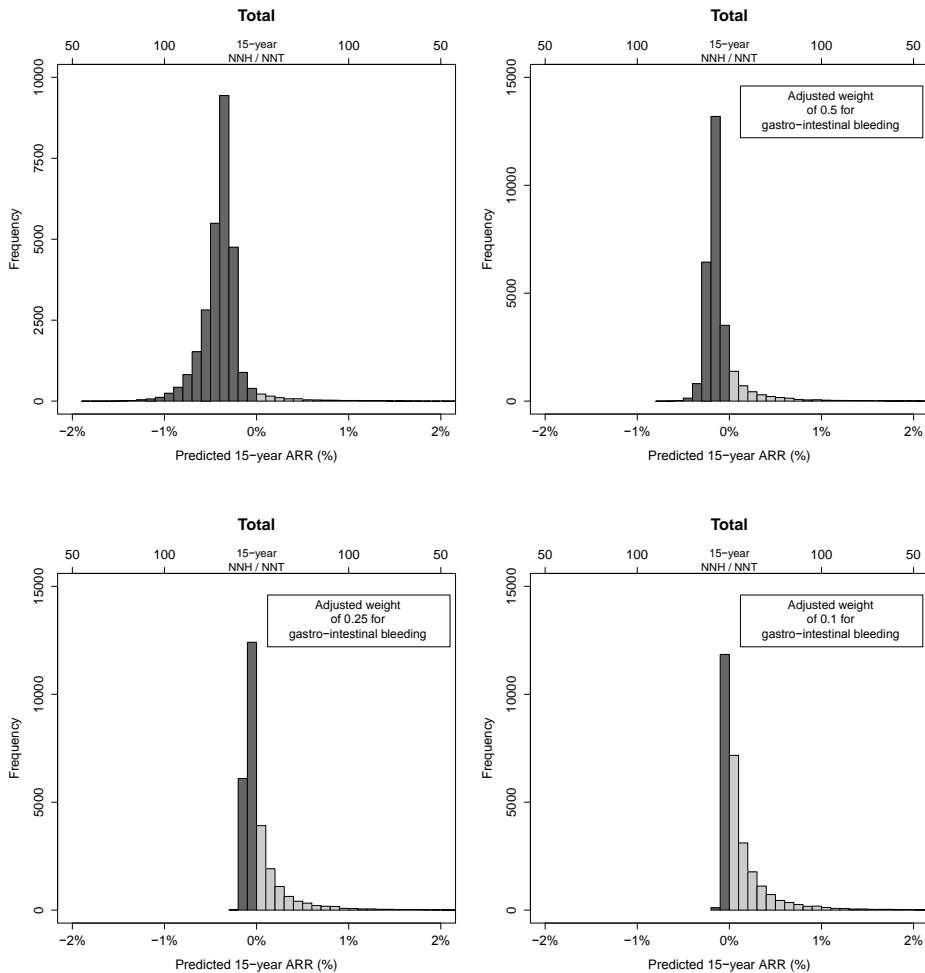 Total
50 100 15−year 100 50
NNH / NNT
10000
7500
5000
2500
0
Frequency
−2% −1% 0% 1% 2%
Predicted 15−year ARR (%)
Total
50 100 15−year 100 50
NNH / NNT
15000
10000
5000
0
Frequency
Adjusted weight
of 0.5 for
gastro−intestinal bleeding
−2% −1% 0% 1% 2%
Predicted 15−year ARR (%)
Total
50 100 15−year 100 50
NNH / NNT
15000
10000
5000
0
Frequency
Adjusted weight
of 0.25 for
gastro−intestinal bleeding
−2% −1% 0% 1% 2%
Predicted 15−year ARR (%)
Total
50 100 15−year 100 50
NNH / NNT
15000
10000
5000
0
Frequency
Adjusted weight
of 0.1 for
gastro−intestinal bleeding
−2% −1% 0% 1% 2%
Predicted 15−year ARR (%)